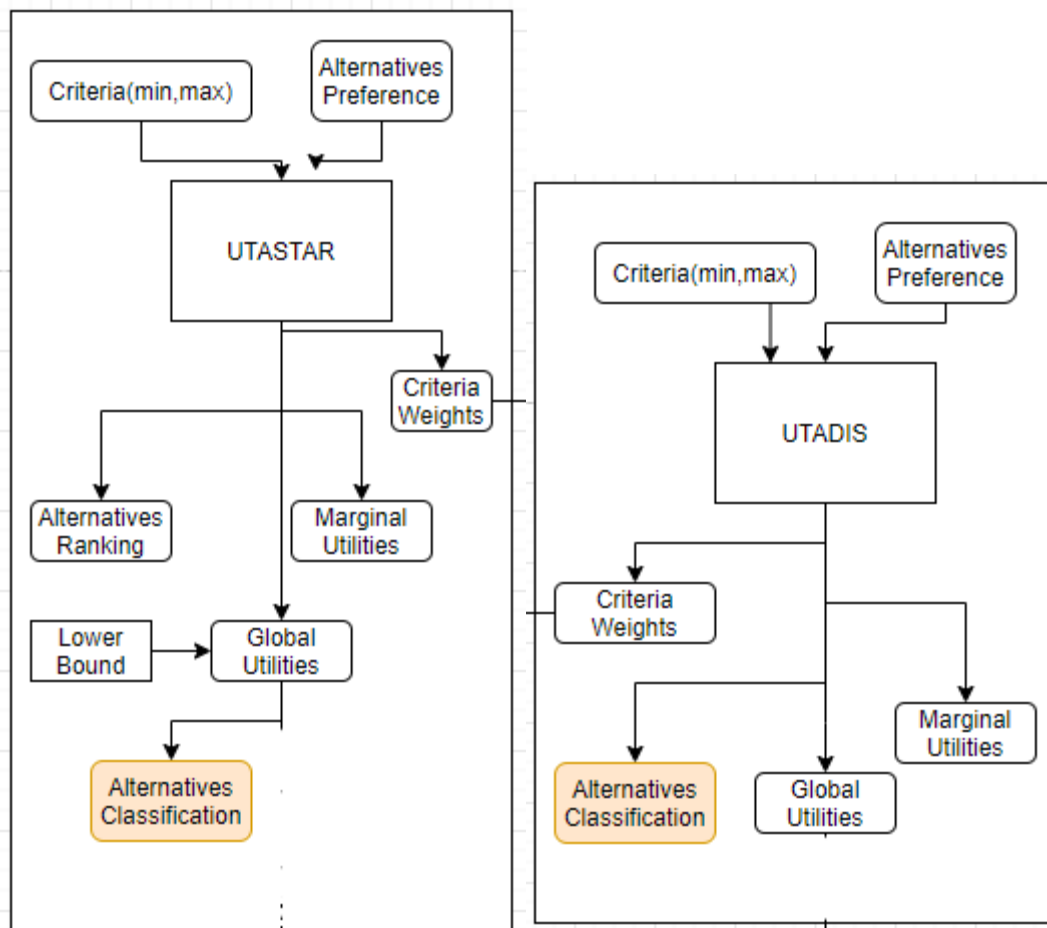 Criteria(min,max)
Alternatives
Preference
UTASTAR
Criteria
Weights
Alternatives
Ranking
Marginal
Utilities
Lower
Bound
Global
Utilities
Alternatives
Classification
Criteria(min,max)
Alternatives
Preference
UTADIS
Criteria
Weights
Marginal
Utilities
Alternatives
Classification
Global
Utilities